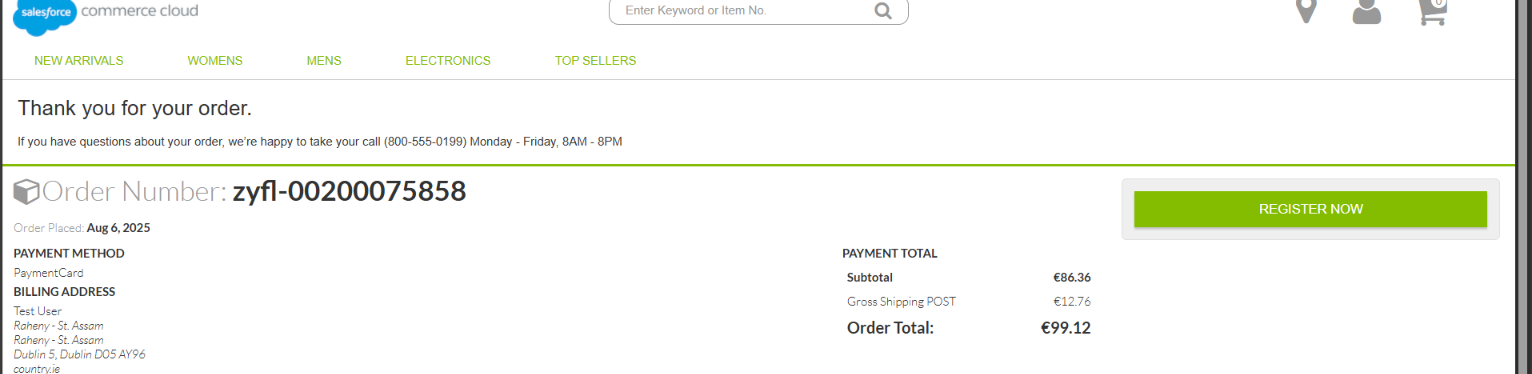 salesforce commerce cloud
Enter Keyword or Item No.
0
NEW ARRIVALS WOMENS MENS ELECTRONICS TOP SELLERS
Thank you for your order.
If you have questions about your order, we're happy to take your call (800-555-0199) Monday - Friday, 8AM - 8PM
Order Number: zyfl-00200075858
REGISTER NOW
Order Placed: Aug 6, 2025
PAYMENT METHOD
PaymentCard
BILLING ADDRESS
Test User
Raheny - St. Assam
Raheny - St. Assam
Dublin 5, Dublin D05 AY96
country.ie
PAYMENT TOTAL
Subtotal €86.36
Gross Shipping POST €12.76
Order Total: €99.12